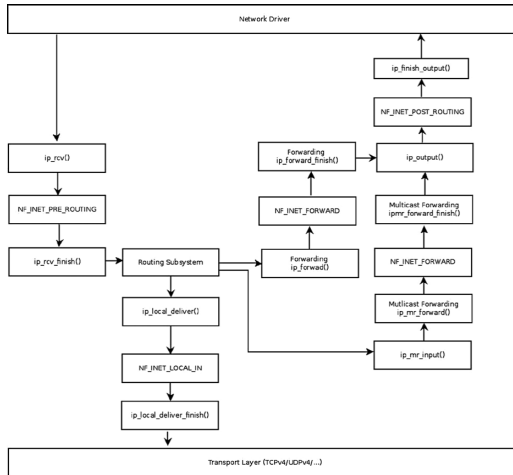 Network Driver
ip_finish_output()
NF_INET_POST_ROUTING
ip_rcv()
Forwarding
ip_forward_finish()
ip_output()
NF_INET_PRE_ROUTING
NF_INET_FORWARD
Multicast Forwarding
ipmr_forward_finish()
ip_rcv_finish()
Routing Subsystem
Forwarding
ip_forwad()
NF_INET_FORWARD
ip_local_deliver()
Mutlicast Forwarding
ip_mr_forward()
NF_INET_LOCAL_IN
ip_mr_input()
ip_local_deliver_finish()
Transport Layer (TCPv4/UDPv4/...)